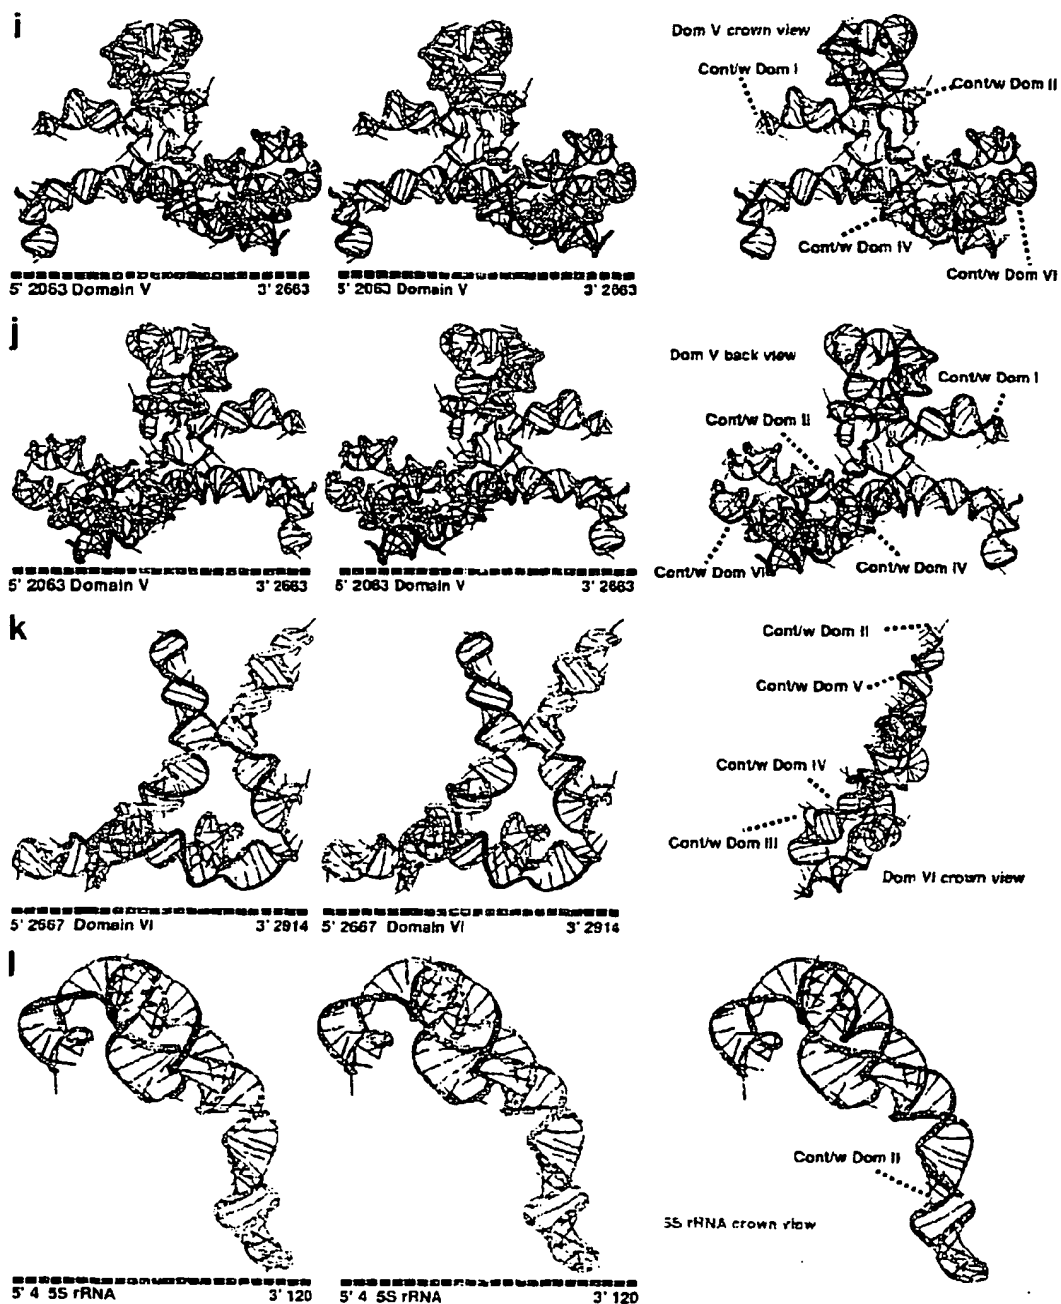 i
Dom V crown view
Cont/w Dom I
Cont/w Dom II
Cont/w Dom IV
Cont/w Dom VI
5' 2063 Domain V 3' 2663
5' 2063 Domain V 3' 2663
j
Dom V back view
Cont/w Dom I
Cont/w Dom II
Cont/w Dom VI
Cont/w Dom IV
5' 2063 Domain V 3' 2663
5' 2063 Domain V 3' 2663
k
Cont/w Dom II
Cont/w Dom V
Cont/w Dom IV
Cont/w Dom III
Dom VI crown view
5' 2667 Domain VI 3' 2914
5' 2667 Domain VI 3' 2914
l
Cont/w Dom II
5S rRNA crown view
5' 4 5S rRNA 3' 120
5' 4 5S rRNA 3' 120